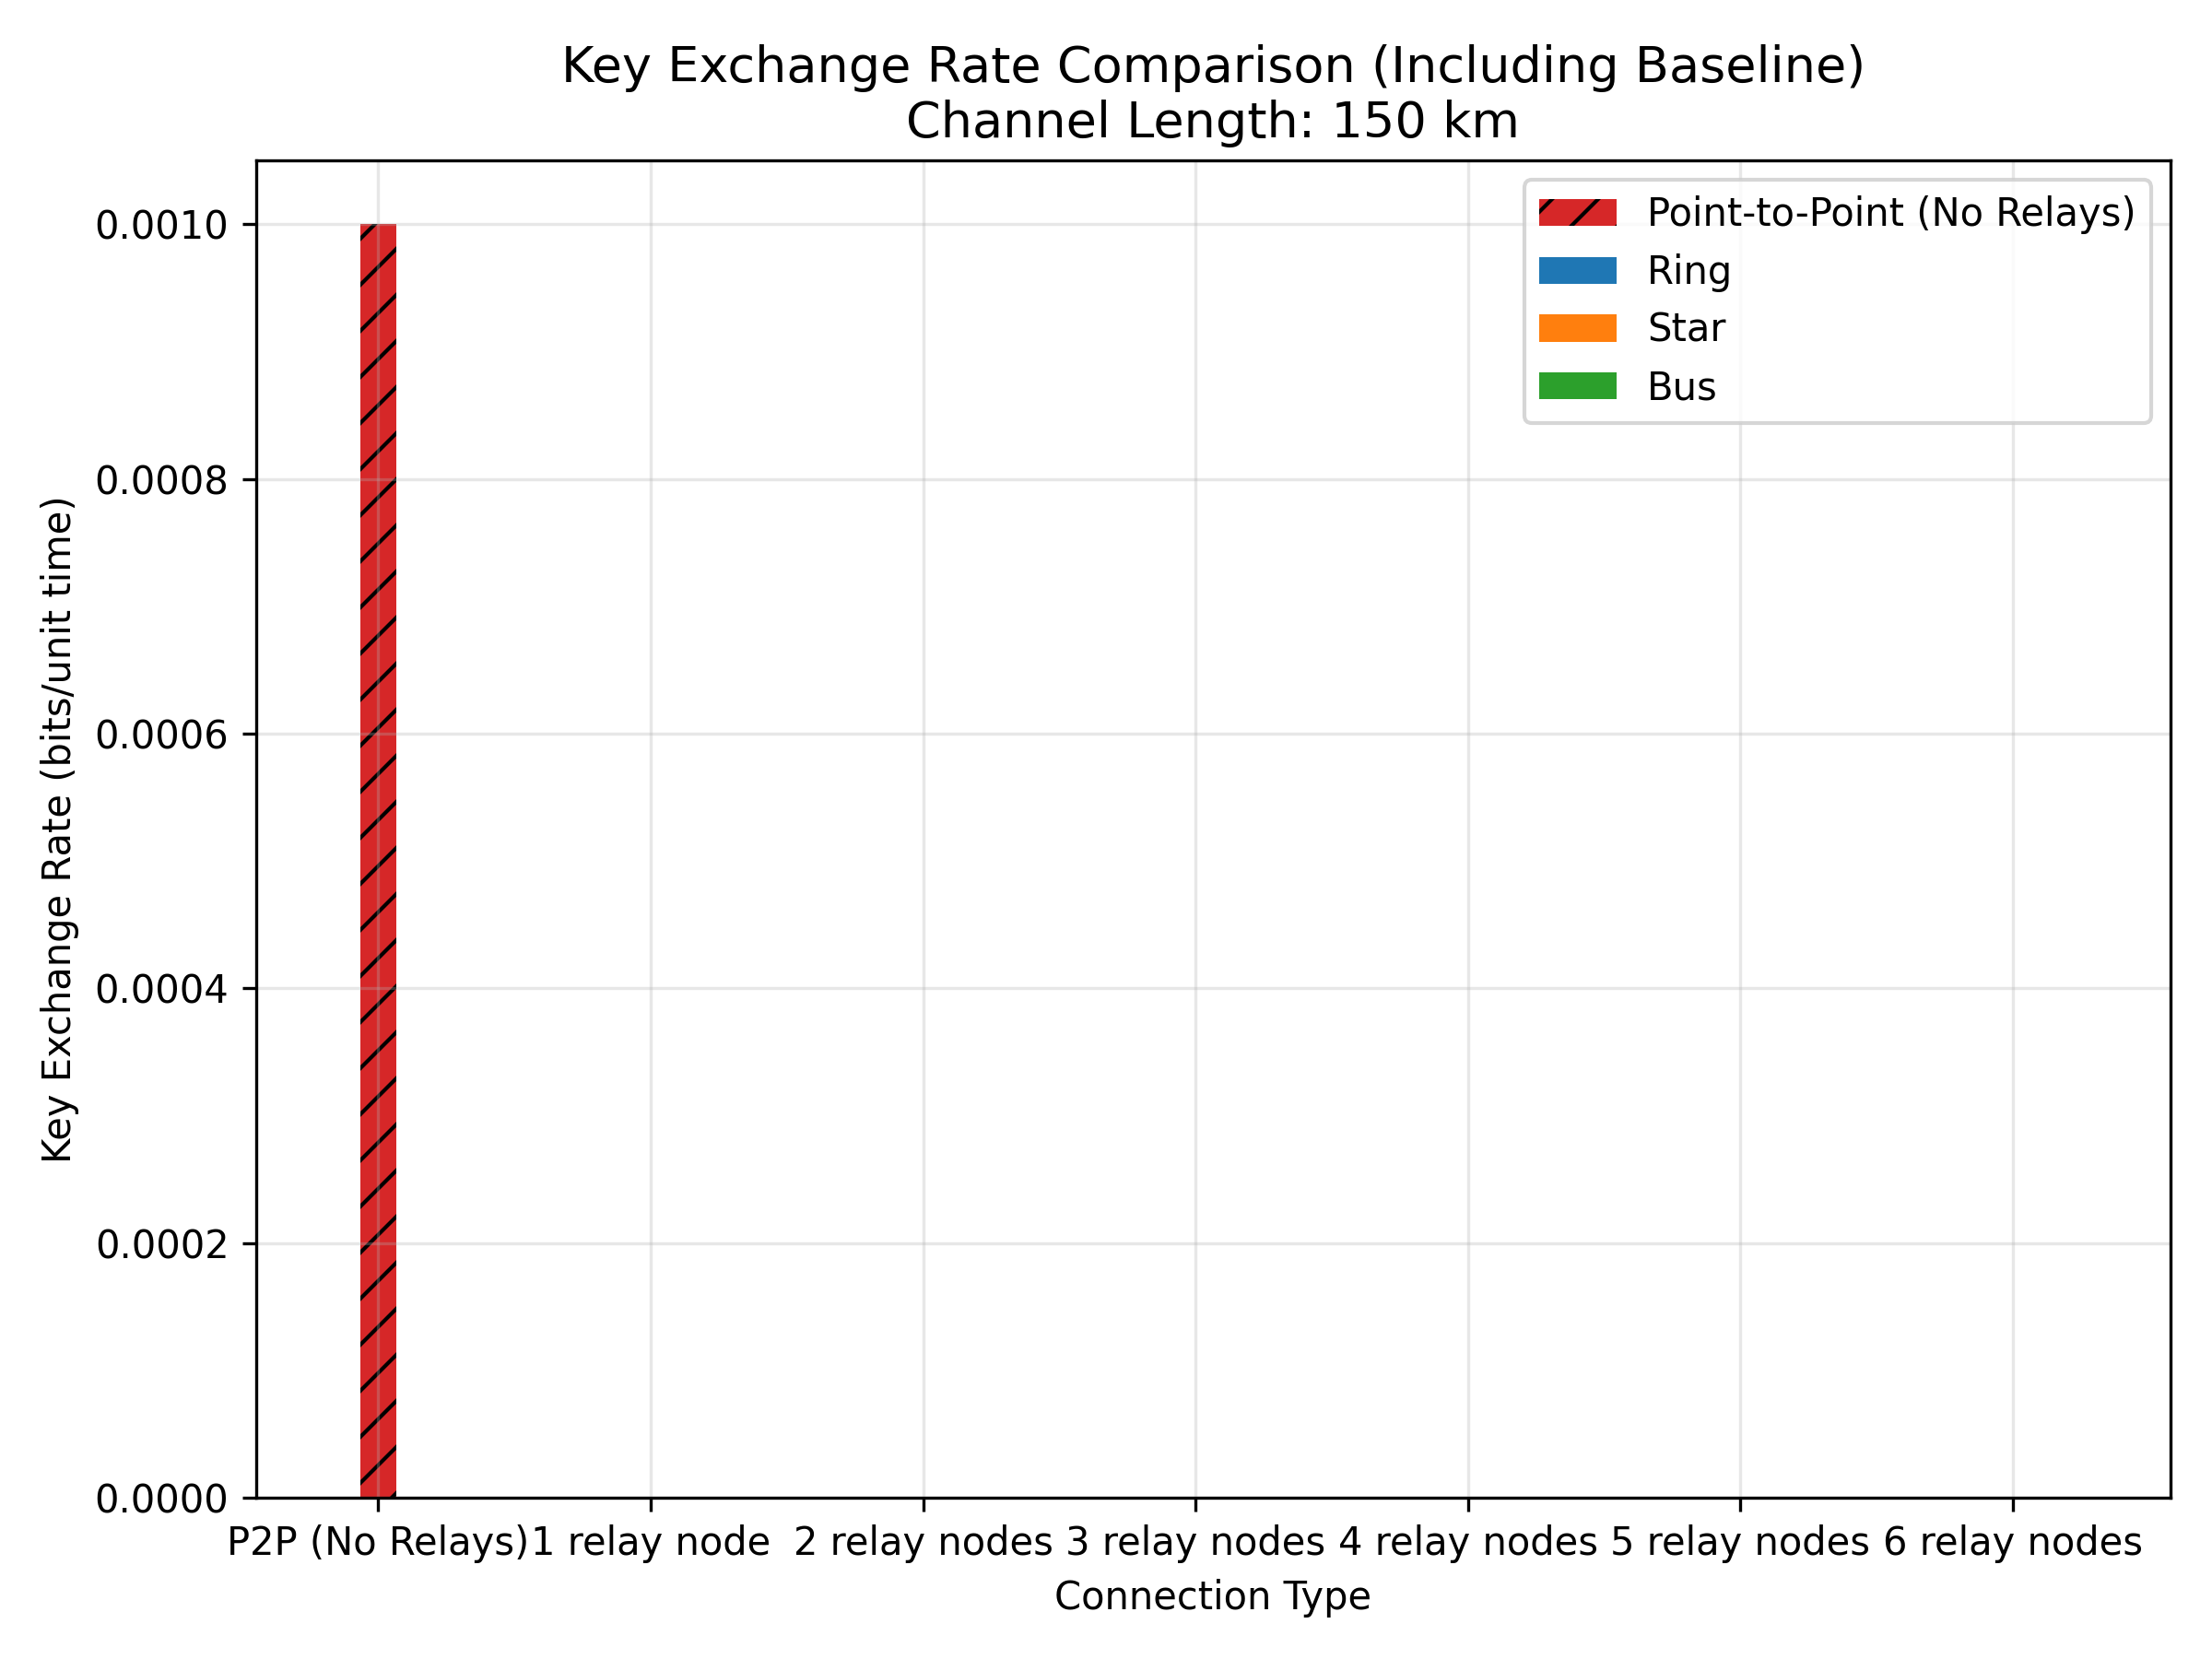 Key Exchange Rate Comparison (Including Baseline)
Channel Length: 150 km
Point-to-Point (No Relays)
Ring
Star
Bus
Key Exchange Rate (bits/unit time)
0.0010
0.0008
0.0006
0.0004
0.0002
0.0000
P2P (No Relays) 1 relay node 2 relay nodes 3 relay nodes 4 relay nodes 5 relay nodes 6 relay nodes
Connection Type